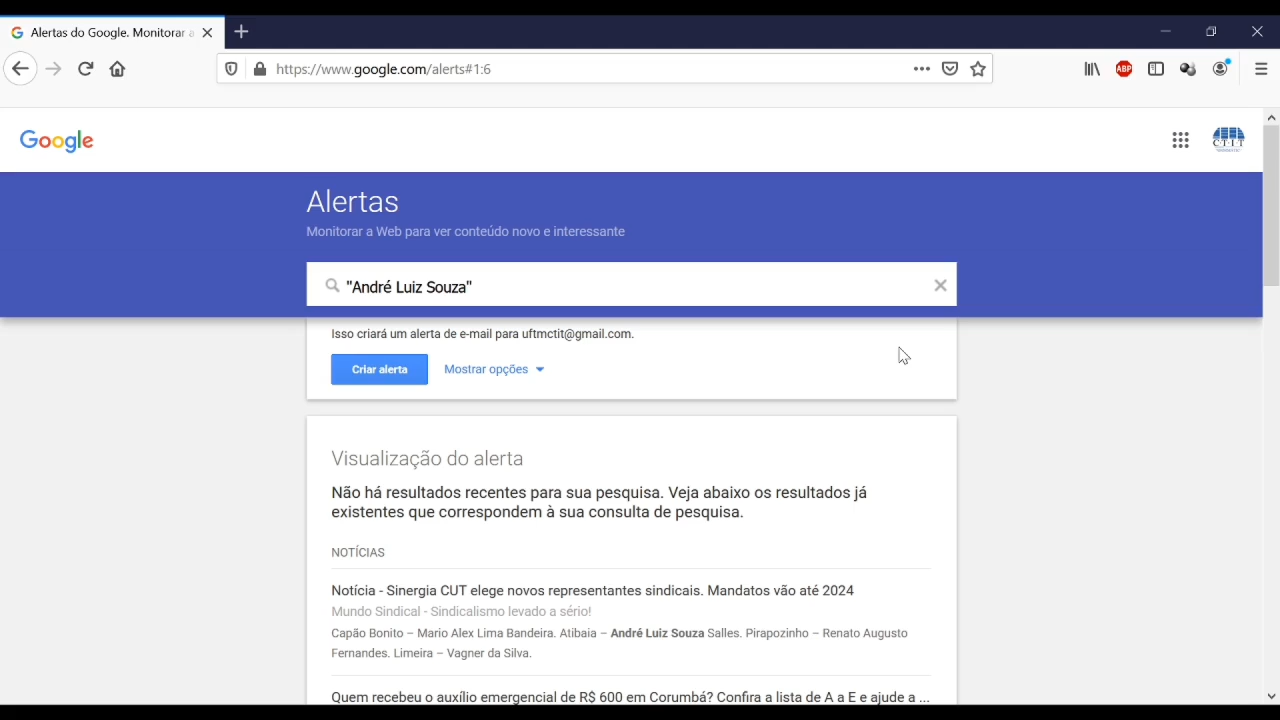 Alertas do Google. Monitorar a
https://www.google.com/alerts#1:6
ABP
Google
CTIT
Alertas
Monitorar a Web para ver conteúdo novo e interessante
"André Luiz Souza"
Isso criará um alerta de e-mail para uftmctit@gmail.com.
Criar alerta
Mostrar opções
Visualização do alerta
Não há resultados recentes para sua pesquisa. Veja abaixo os resultados já
existentes que correspondem à sua consulta de pesquisa.
NOTÍCIAS
Notícia - Sinergia CUT elege novos representantes sindicais. Mandatos vão até 2024
Mundo Sindical - Sindicalismo levado a sério!
Capão Bonito – Mario Alex Lima Bandeira. Atibaia – André Luiz Souza Salles. Pirapozinho – Renato Augusto
Fernandes. Limeira – Vagner da Silva.
Quem recebeu o auxílio emergencial de R$ 600 em Corumbá? Confira a lista de A a E e ajude a ...